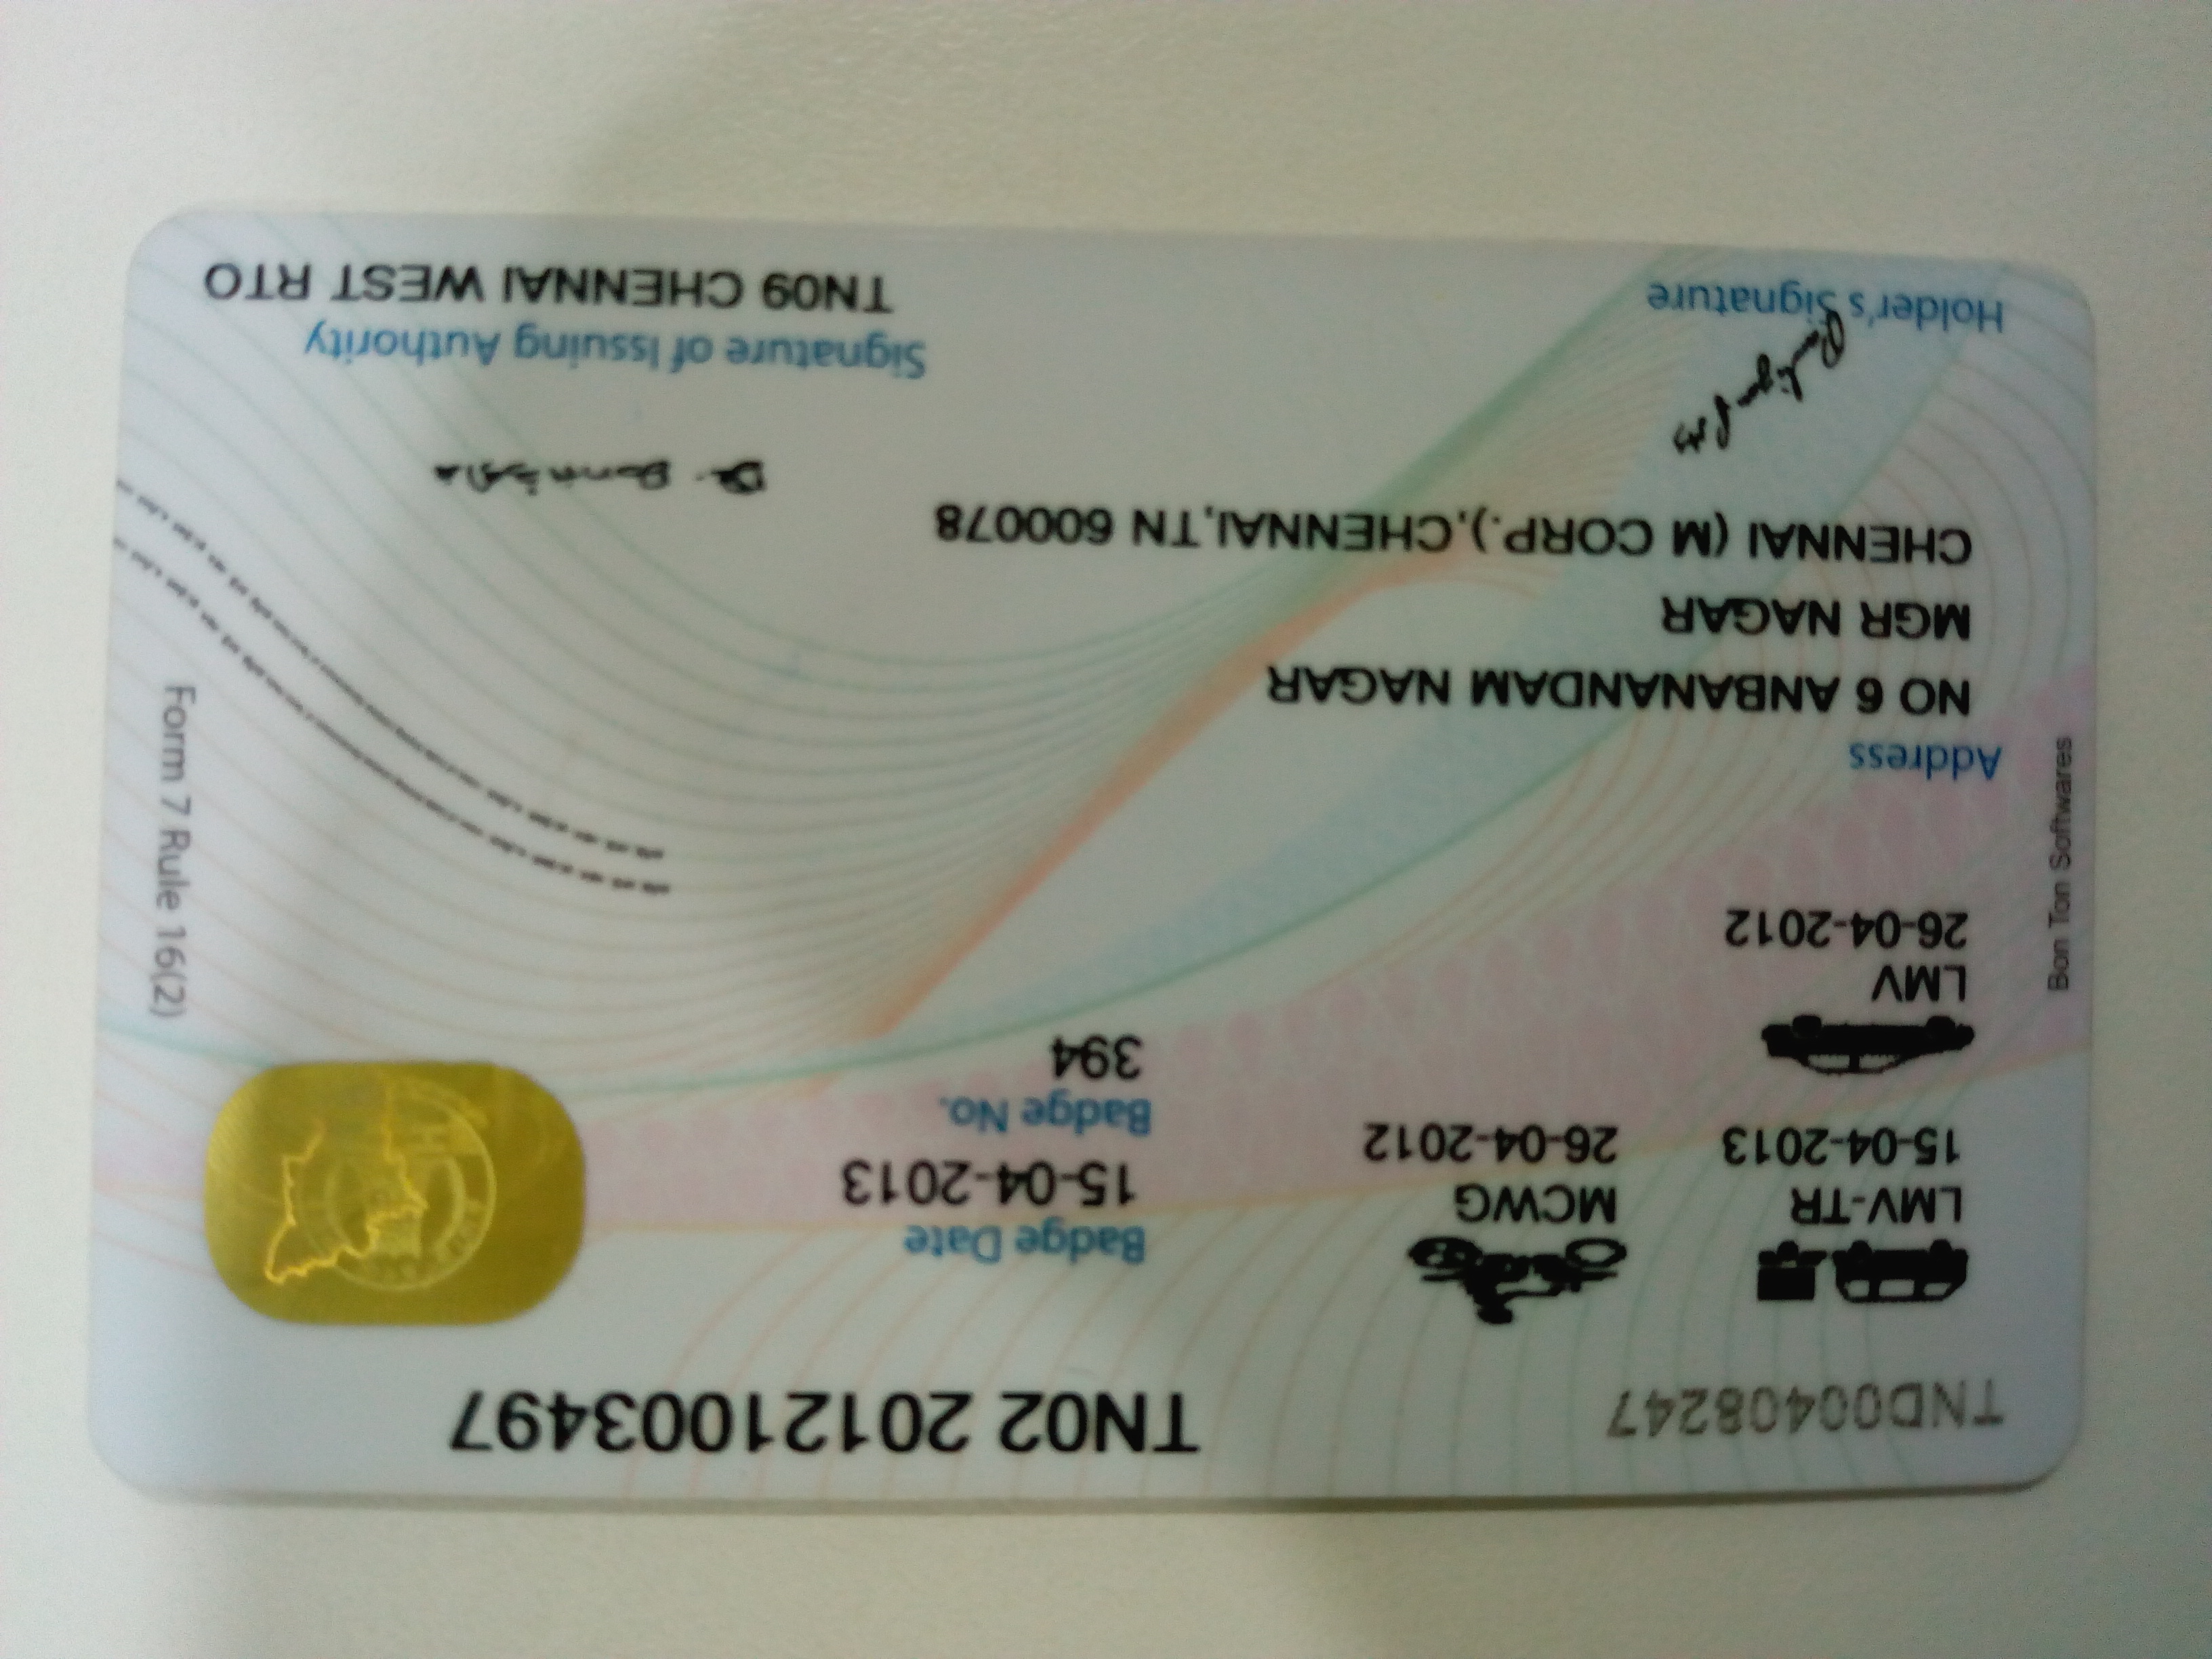 TND00408247
TN02 20121003497
LMV-TR
15-04-2013
MCWG
26-04-2012
Badge Date
15-04-2013
Badge No.
394
LMV
26-04-2012
Address
NO 6 ANBANANDAM NAGAR
MGR NAGAR
CHENNAI (M CORP.),CHENNAI,TN 600078
Holder's Signature
Signature of Issuing Authority
TN09 CHENNAI WEST RTO
Form 7 Rule 16(2)
Bon Ton Softwares